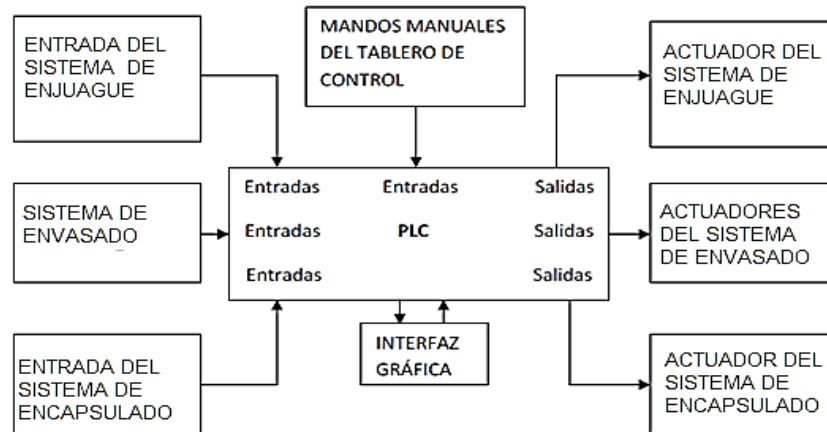 ENTRADA DEL
SISTEMA DE
ENJUAGUE
MANDOS MANUALES
DEL TABLERO DE
CONTROL
ACTUADOR DEL
SISTEMA DE
ENJUAGUE
SISTEMA DE
ENVASADO
Entradas Entradas Salidas
Entradas PLC Salidas
Entradas Salidas
ACTUADORES
DEL SISTEMA
DE ENVASADO
ENTRADA DEL
SISTEMA DE
ENCAPSULADO
INTERFAZ
GRÁFICA
ACTUADOR DEL
SISTEMA DE
ENCAPSULADO